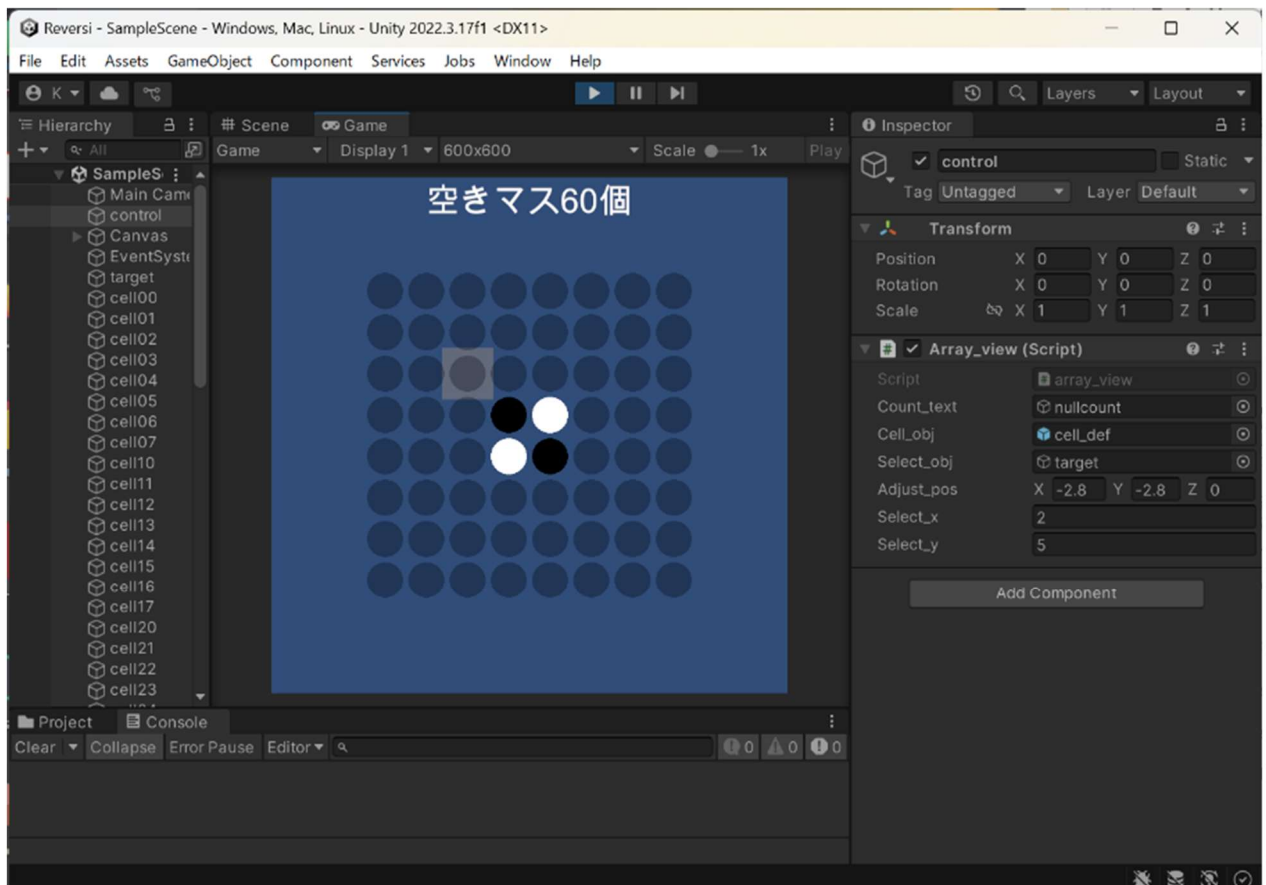 Reversi - SampleScene - Windows, Mac, Linux - Unity 2022.3.17f1 <DX11>
File Edit Assets GameObject Component Services Jobs Window Help
K Layers Layout
Hierarchy
All
SampleS
Main Came
control
Canvas
EventSyste
target
cell00
cell01
cell02
cell03
cell04
cell05
cell06
cell07
cell10
cell11
cell12
cell13
cell14
cell15
cell16
cell17
cell20
cell21
cell22
cell23
Scene Game
Game Display 1 600x600 Scale 1x Play
空きマス60個
Inspector
control Static
Tag Untagged Layer Default
Transform
Position X 0 Y 0 Z 0
Rotation X 0 Y 0 Z 0
Scale X 1 Y 1 Z 1
Array_view (Script)
Script array_view
Count_text nullcount
Cell_obj cell_def
Select_obj target
Adjust_pos X -2.8 Y -2.8 Z 0
Select_x 2
Select_y 5
Add Component
Project Console
Clear Collapse Error Pause Editor 0 0 0